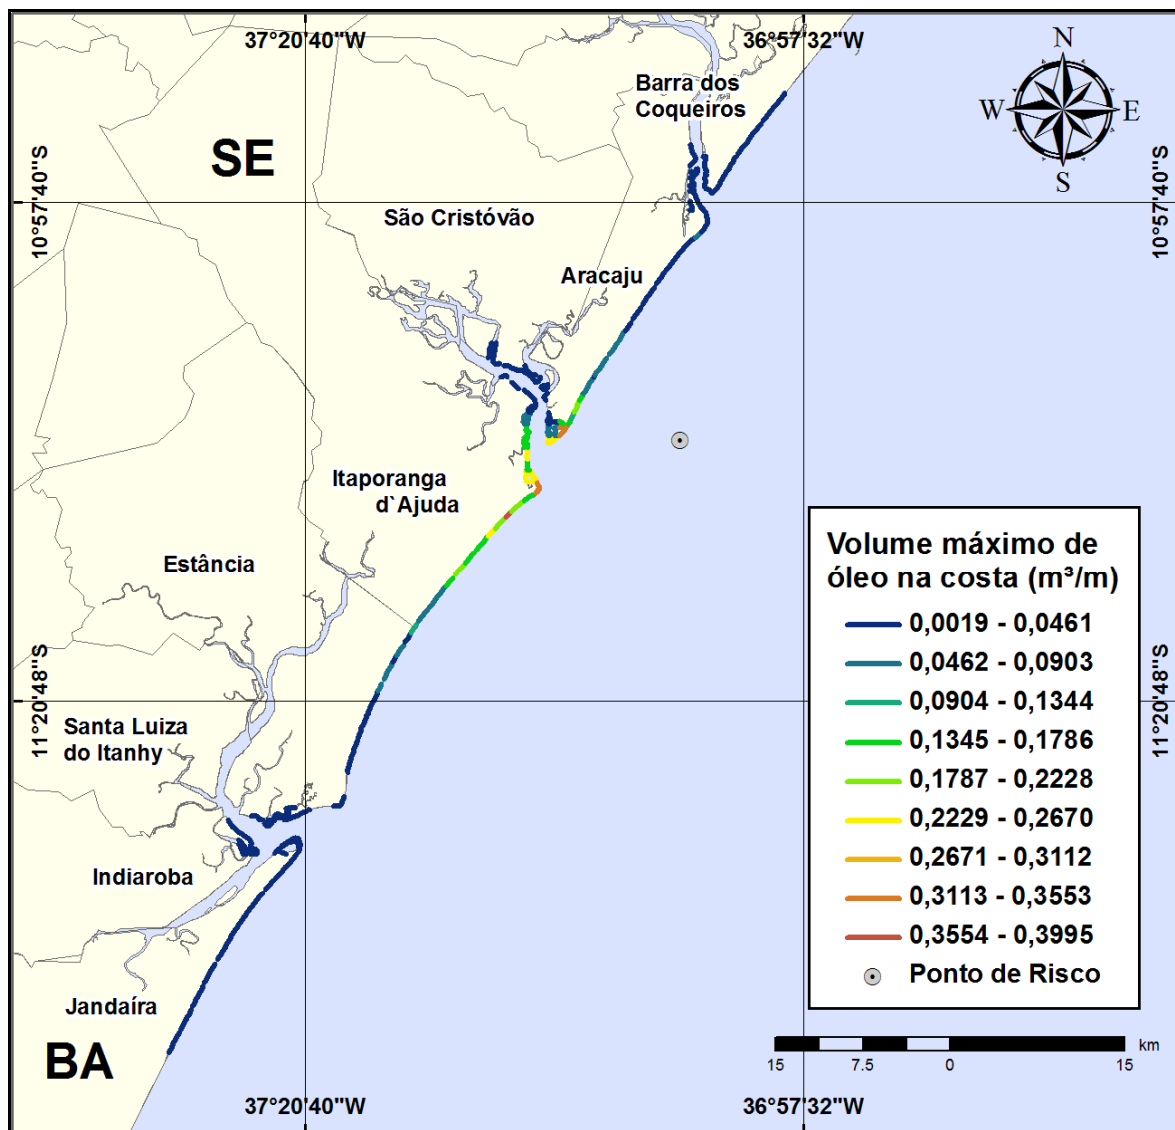 37°20'40"W
36°57'32"W
N
W
E
S
Barra dos
Coqueiros
SE
10°57'40"S
10°57'40"S
São Cristóvão
Aracaju
Itaporanga
d`Ajuda
Estância
Volume máximo de
óleo na costa (m³/m)
0,0019 - 0,0461
0,0462 - 0,0903
0,0904 - 0,1344
0,1345 - 0,1786
0,1787 - 0,2228
0,2229 - 0,2670
0,2671 - 0,3112
0,3113 - 0,3553
0,3554 - 0,3995
Ponto de Risco
11°20'48"S
11°20'48"S
Santa Luiza
do Itanhy
Indiaroba
Jandaíra
BA
km
15
7.5
0
15
37°20'40"W
36°57'32"W